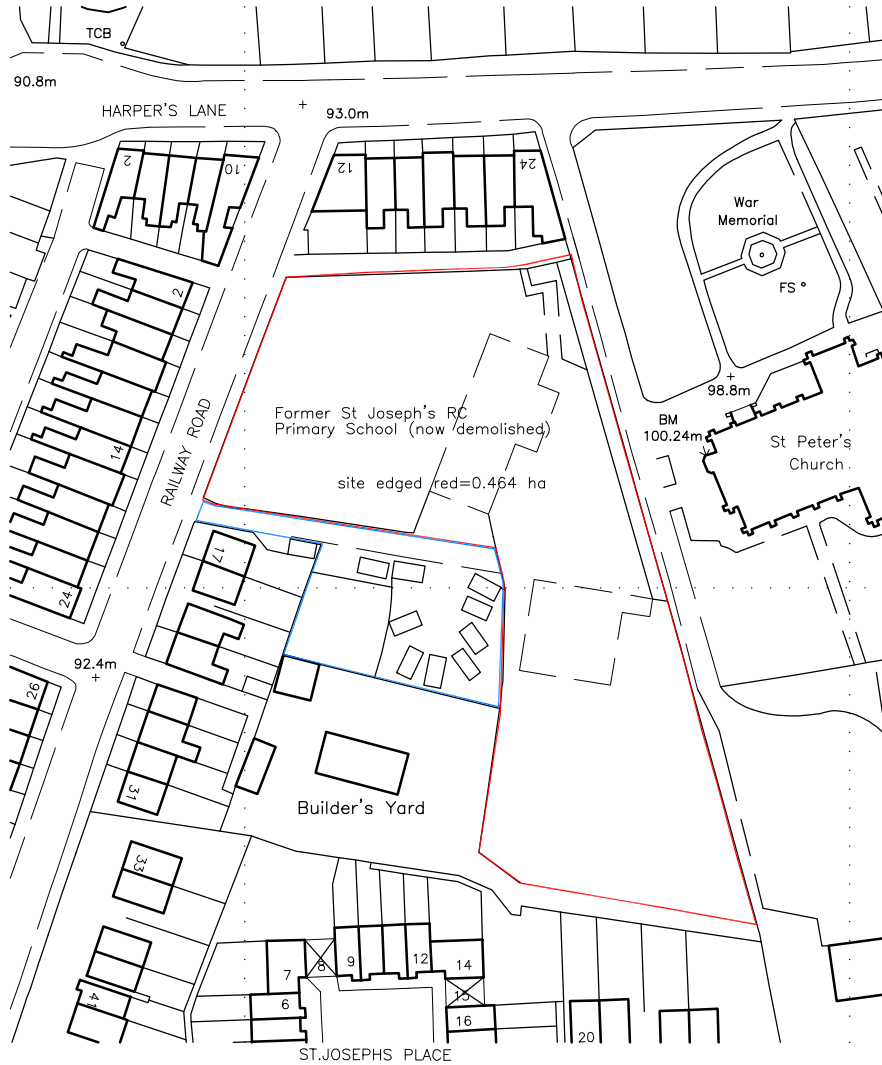 TCB
90.8m
HARPER'S LANE
93.0m
2
10
12
24
War
Memorial
FS
2
98.8m
BM
100.24m
St Peter's
Church
Former St Joseph's RC
Primary School (now demolished)
14
RAILWAY ROAD
site edged red=0.464 ha
17
24
92.4m
26
31
Builder's Yard
33
7
8
9
12
14
6
15
16
41
20
ST.JOSEPHS PLACE